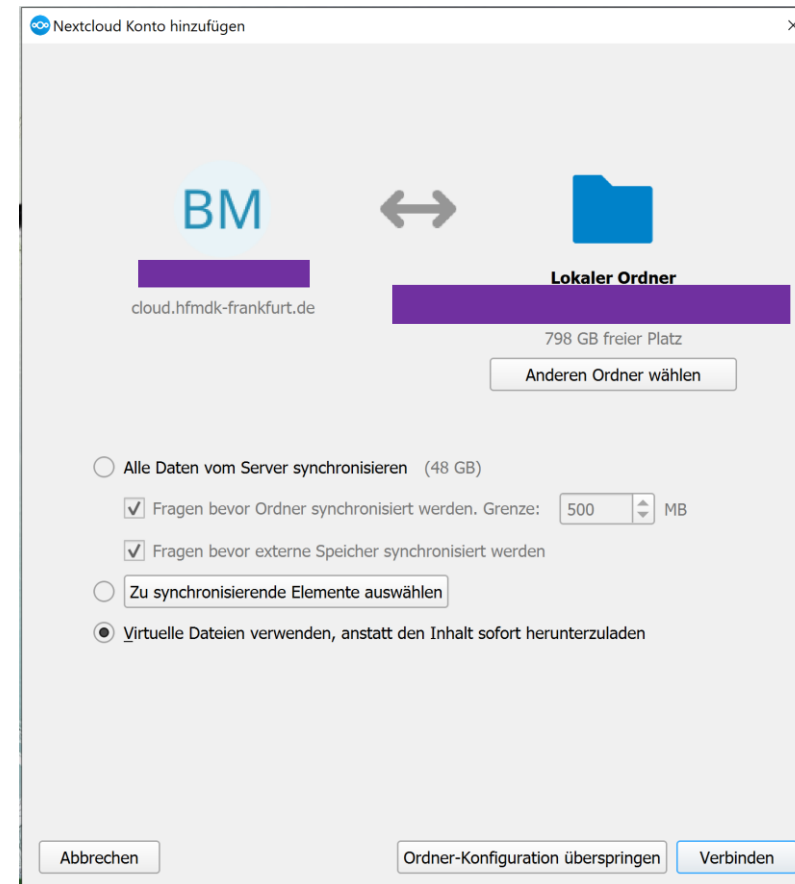 Nextcloud Konto hinzufügen
BM
cloud.hfmdk-frankfurt.de
Lokaler Ordner
798 GB freier Platz
Anderen Ordner wählen
Alle Daten vom Server synchronisieren (48 GB)
Fragen bevor Ordner synchronisiert werden. Grenze: 500 MB
Fragen bevor externe Speicher synchronisiert werden
Zu synchronisierende Elemente auswählen
Virtuelle Dateien verwenden, anstatt den Inhalt sofort herunterzuladen
Abbrechen Ordner-Konfiguration überspringen Verbinden